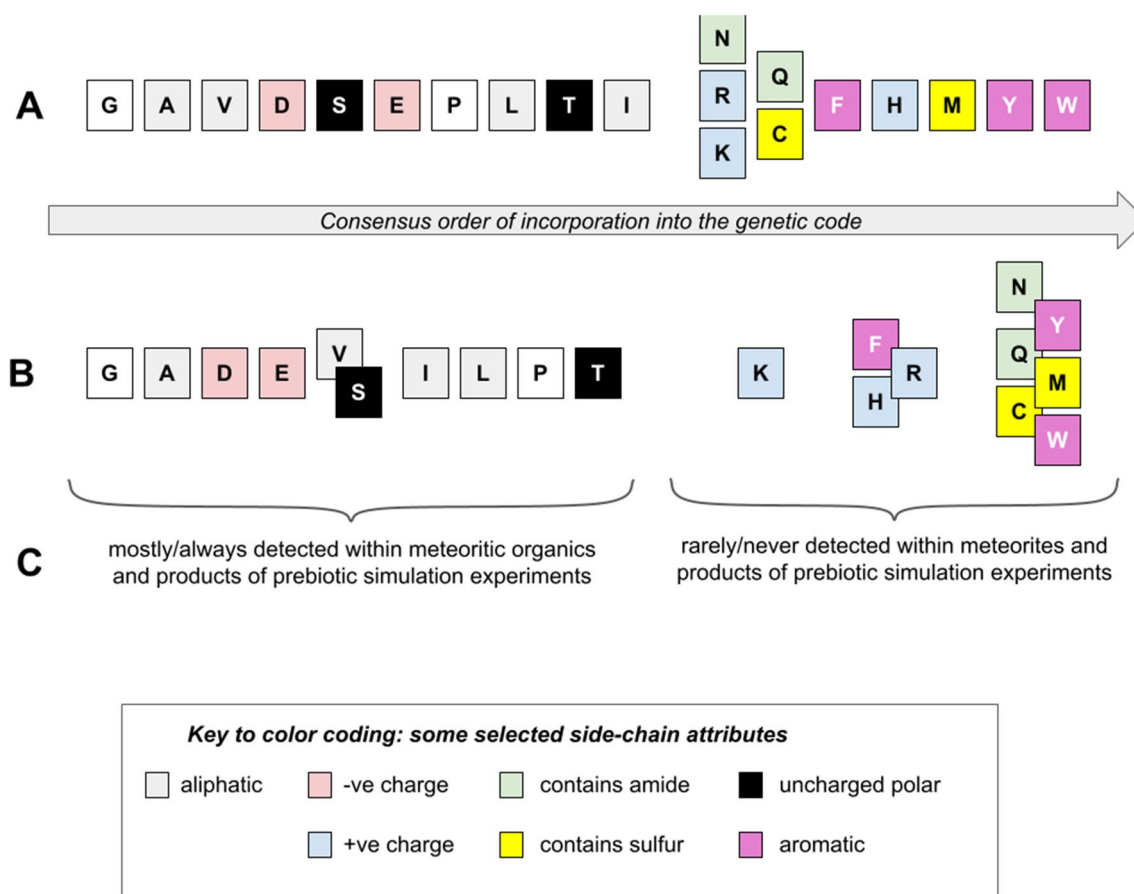 N
Q
A G A V D S E P L T I R F H M Y W
C
K
Consensus order of incorporation into the genetic code
N
Y
F V Q
B G A D E I L P T K R M
S H C
W
mostly/always detected within meteoritic organics
and products of prebiotic simulation experiments
C
rarely/never detected within meteorites and
products of prebiotic simulation experiments
Key to color coding: some selected side-chain attributes
aliphatic -ve charge contains amide uncharged polar
+ve charge contains sulfur aromatic